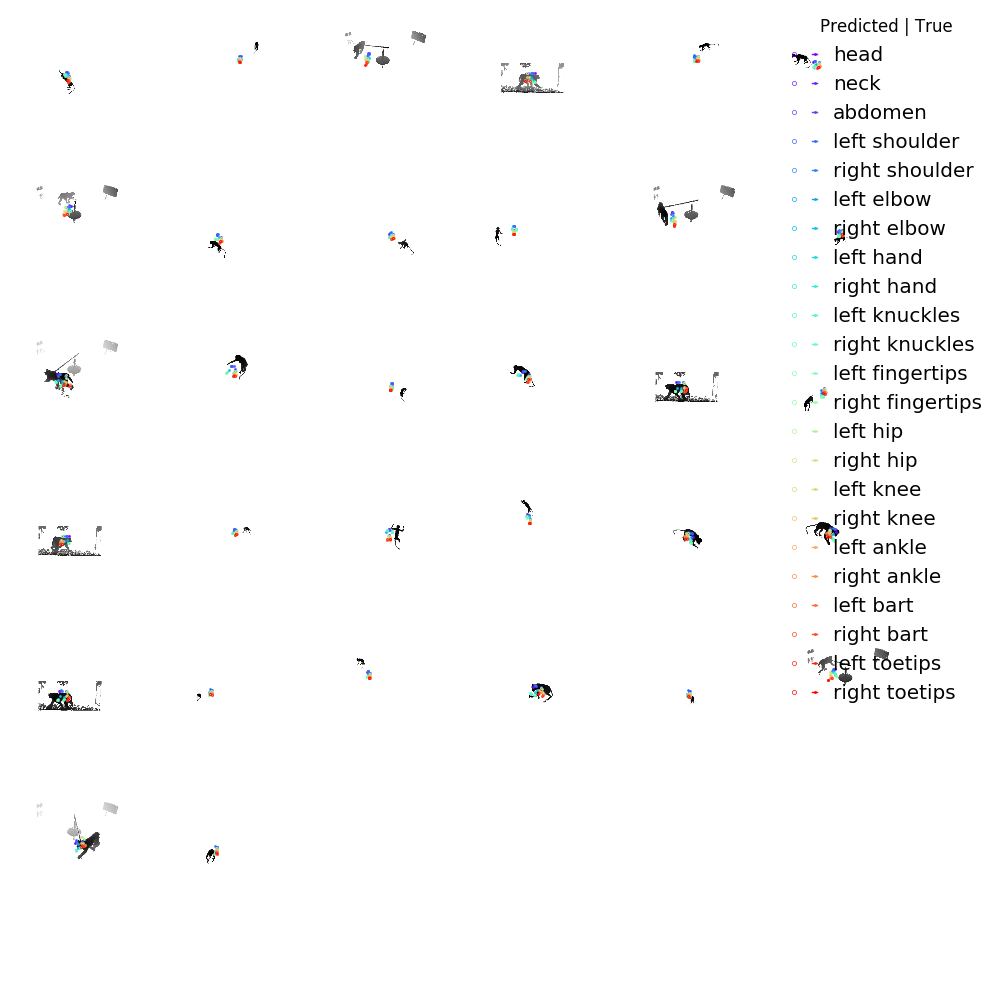 Predicted | True
head
neck
abdomen
left shoulder
right shoulder
left elbow
right elbow
left hand
right hand
left knuckles
right knuckles
left fingertips
right fingertips
left hip
right hip
left knee
right knee
left ankle
right ankle
left bart
right bart
left toetips
right toetips